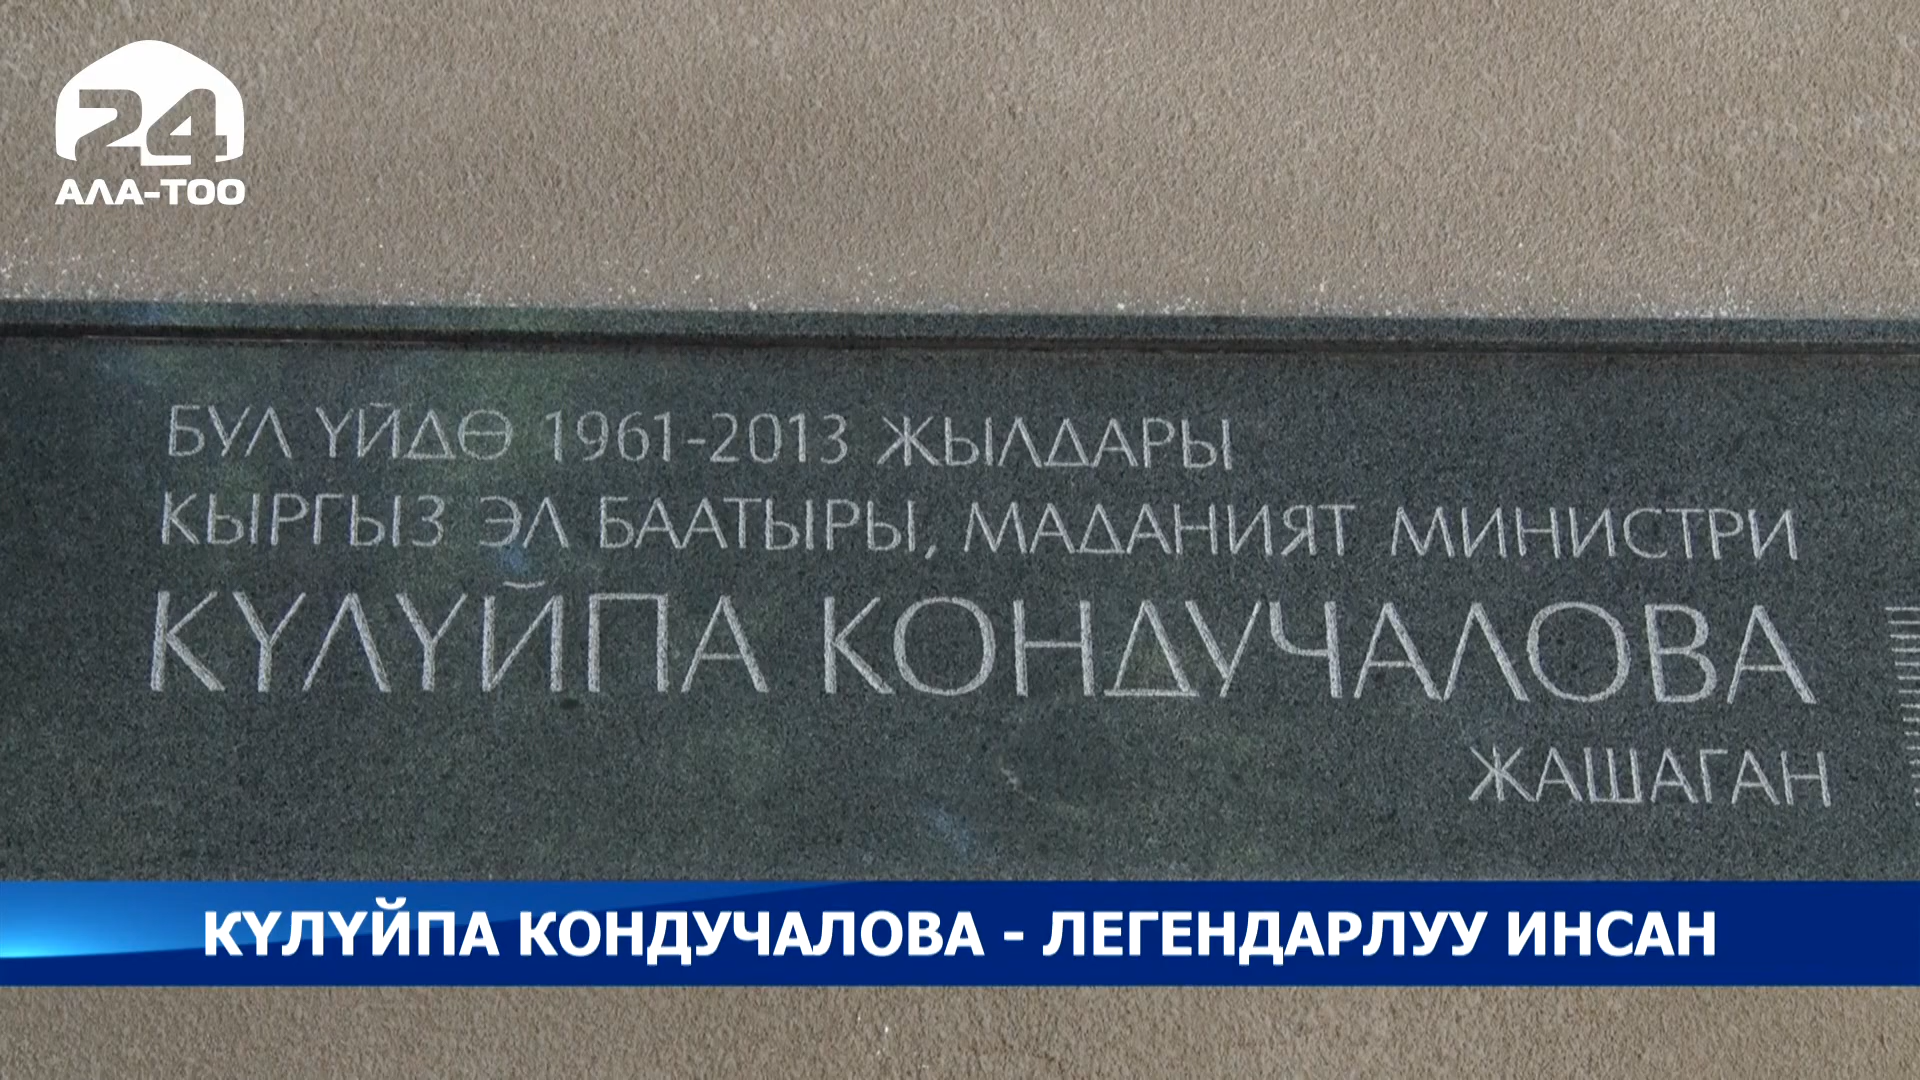 24
АЛА-ТОО
БУЛ ҮЙДӨ 1961-2013 ЖЫЛДАРЫ
КЫРГЫЗ ЭЛ БААТЫРЫ, МАДАНИЯТ МИНИСТРИ
КҮЛҮЙПА КОНДУЧАЛОВА
ЖАШАГАН
КҮЛҮЙПА КОНДУЧАЛОВА - ЛЕГЕНДАРЛУУ ИНСАН